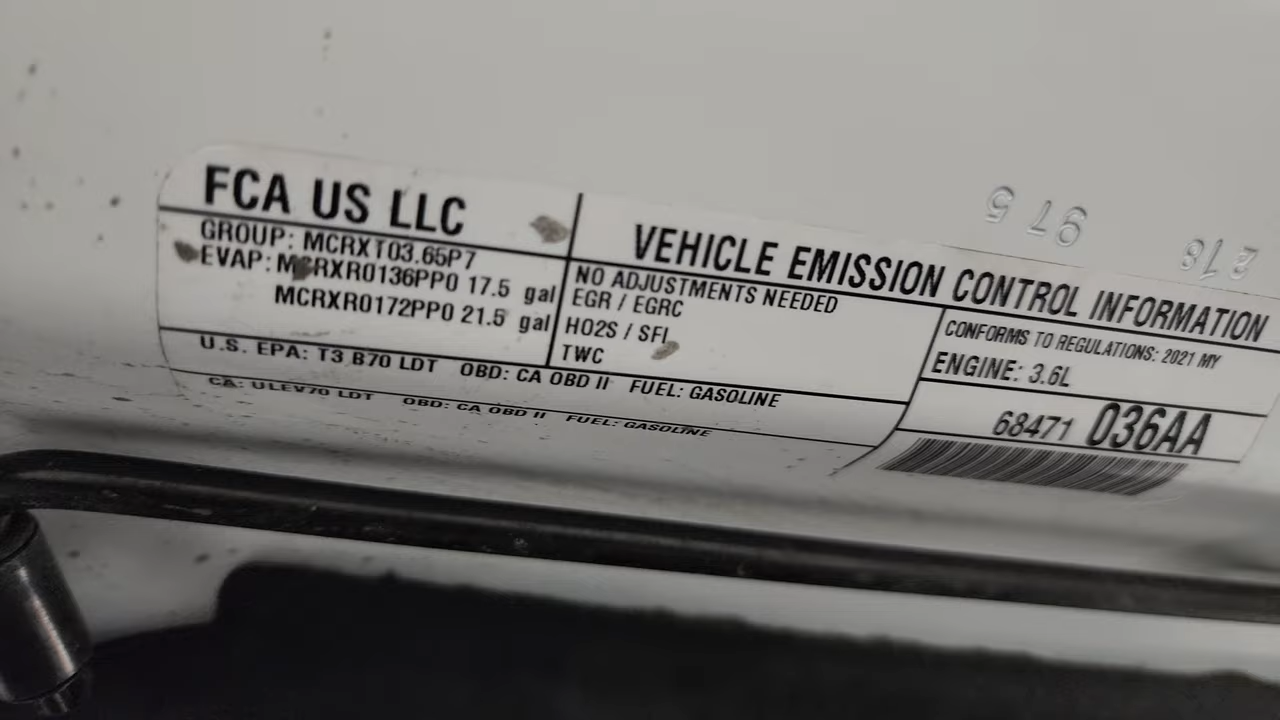 FCA US LLC
GROUP: MCRXT03.65P7
EVAP: MCRXR0136PP0 17.5 gal
MCRXR0172PP0 21.5 gal
VEHICLE EMISSION CONTROL INFORMATION
NO ADJUSTMENTS NEEDED
EGR / EGRC
HO2S / SFI
TWC
CONFORMS TO REGULATIONS: 2021 MY
ENGINE: 3.6L
U.S. EPA: T3 B70 LDT OBD: CA OBD II FUEL: GASOLINE
CA: ULEV70 LDT OBD: CA OBD II FUEL: GASOLINE
68471 036AA